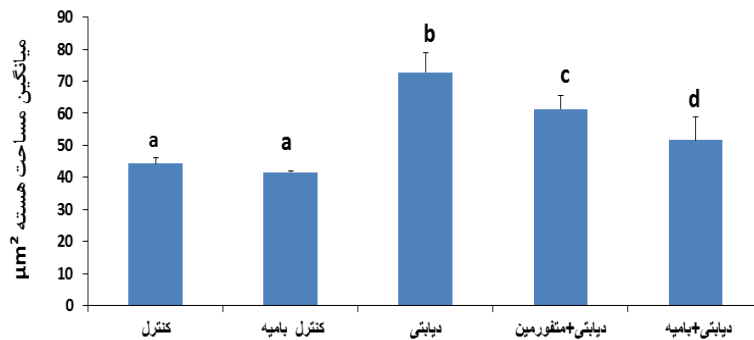 میانگین مساحت هسته µm²
90
80
70
60
50
40
30
20
10
0
a
a
b
c
d
کنترل
کنترل بامیه
دیابتی
دیابتی+متفورمین
دیابتی+بامیه